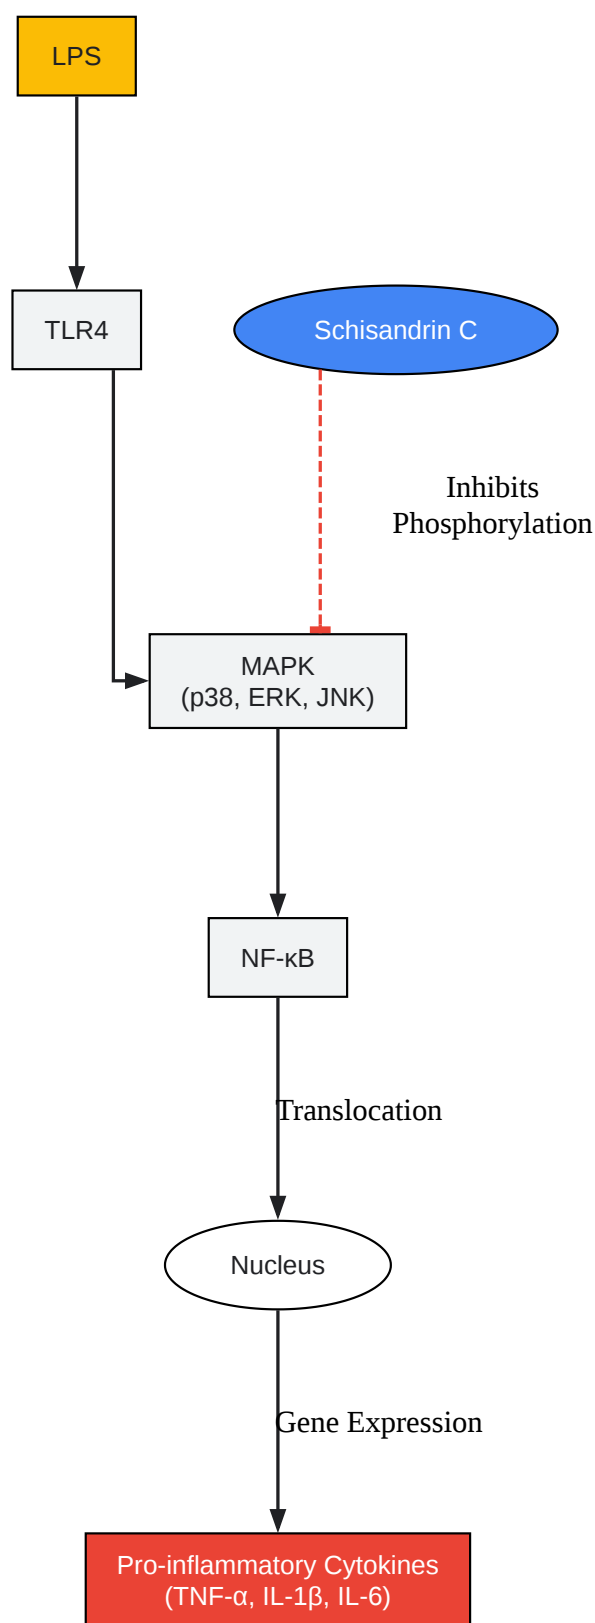 LPS
TLR4
Schisandrin C
Inhibits
Phosphorylation
MAPK
(p38, ERK, JNK)
NF-κB
Translocation
Nucleus
Gene Expression
Pro-inflammatory Cytokines
(TNF-α, IL-1β, IL-6)